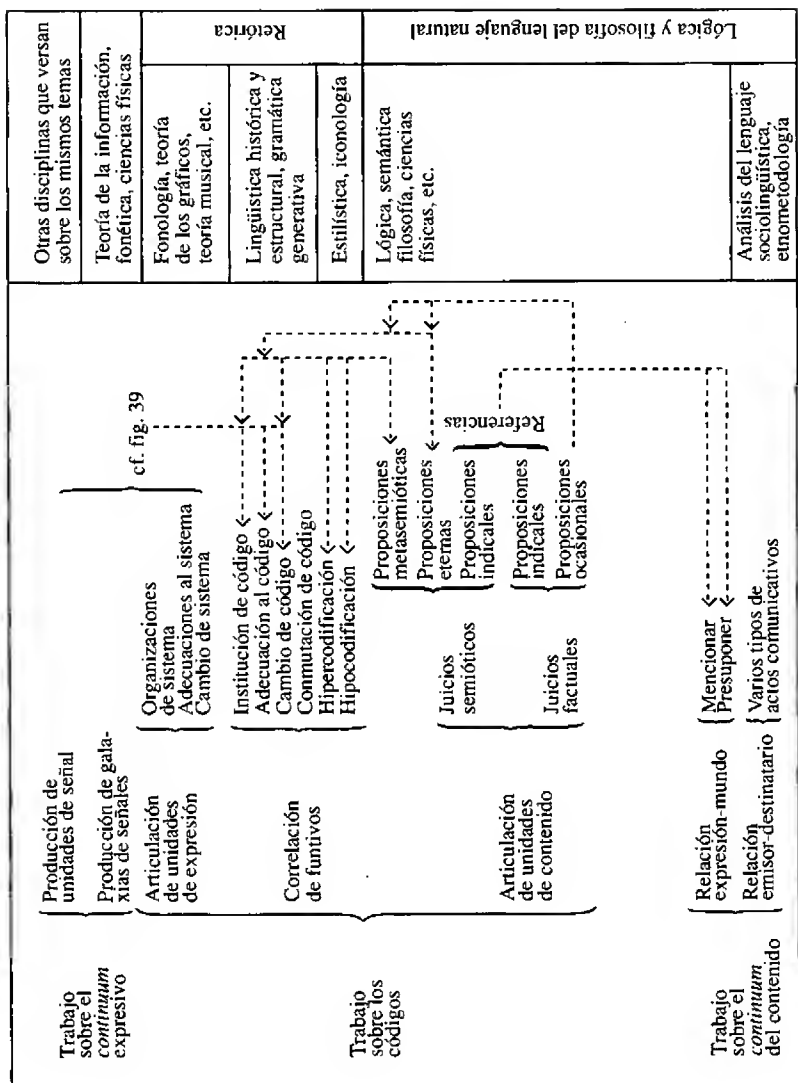 Trabajo
sobre el
continuum
expresivo
Producción de
unidades de señal
Producción de gala-
xias de señales
cf. fig. 39
Trabajo
sobre los
códigos
Articulación
de unidades
de expresión
Organizaciones
de sistema
Adecuaciones al sistema
Cambio de sistema
Correlación
de funtivos
Institución de código
Adecuación al código
Cambio de código
Conmutación de código
Hipercodificación
Hipocodificación
Articulación
de unidades
de contenido
Juicios
semióticos
Proposiciones
metasemióticas
Proposiciones
eternas
Proposiciones
indicales
Juicios
factuales
Proposiciones
indicales
Proposiciones
ocasionales
Referencias
Trabajo
sobre el
continuum
del contenido
Relación
expresión-mundo
Mencionar
Presuponer
Relación
emisor-destinatario
Varios tipos de
actos comunicativos
Otras disciplinas que versan
sobre los mismos temas
Teoría de la información,
fonética, ciencias físicas
Fonología, teoría
de los gráficos,
teoría musical, etc.
Lingüística histórica y
estructural, gramática
generativa
Estilística, iconología
Lógica, semántica
filosofía, ciencias
físicas, etc.
Análisis del lenguaje
sociolingüística,
etnometodología
Retórica
Lógica y filosofía del lenguaje natural